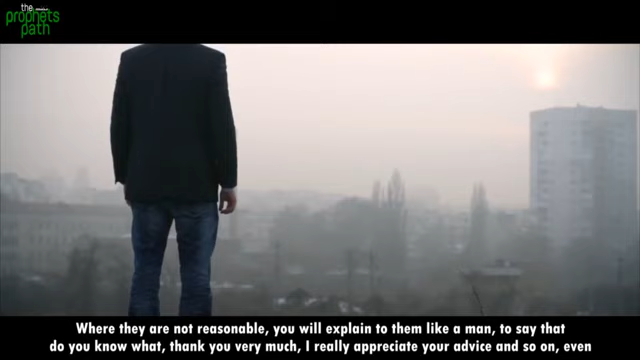 the
prophets
path
Where they are not reasonable, you will explain to them like a man, to say that
do you know what, thank you very much, I really appreciate your advice and so on, even